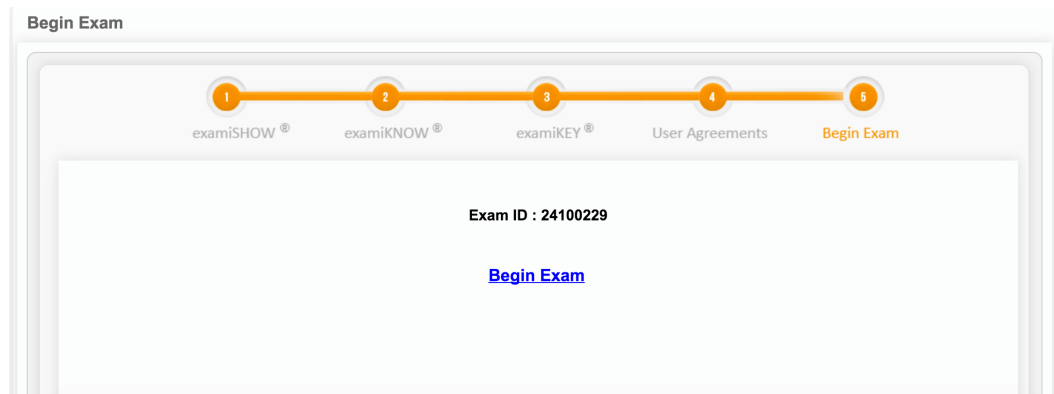 Begin Exam
1 2 3 4 5
examiSHOW ® examiKNOW ® examiKEY ® User Agreements Begin Exam
Exam ID : 24100229
Begin Exam